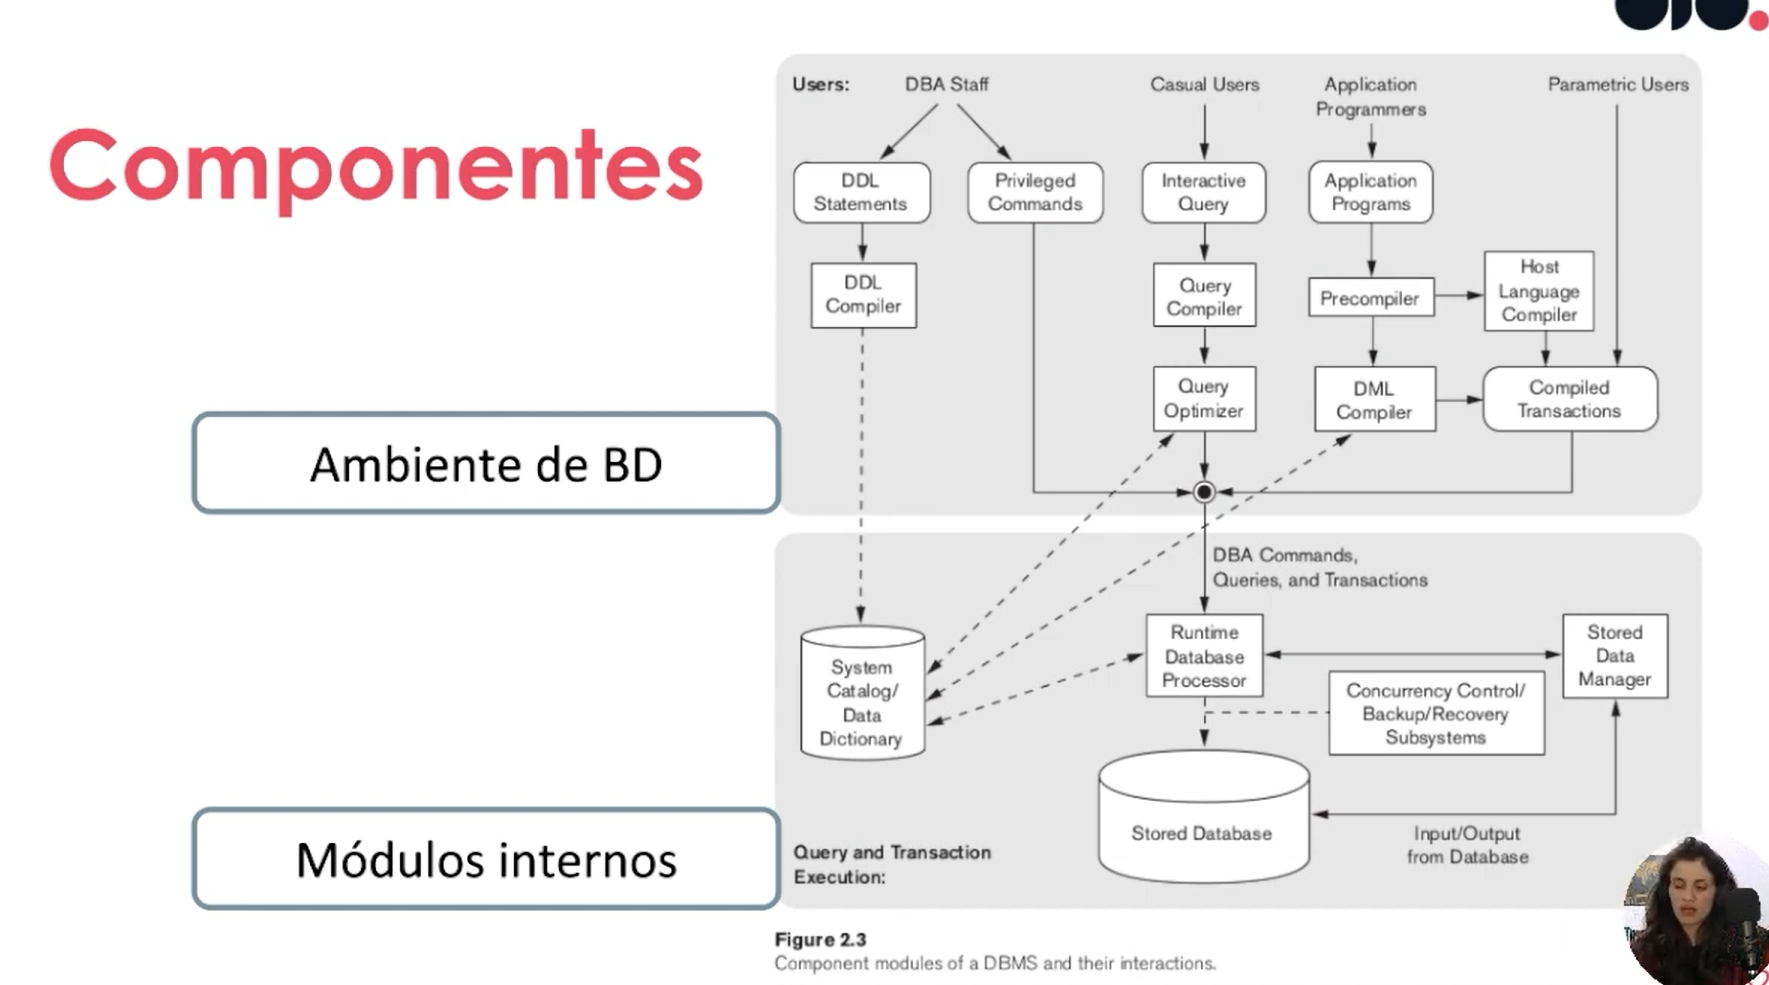 Componentes
Ambiente de BD
Módulos internos
Users:
DBA Staff
Casual Users
Application
Programmers
Parametric Users
DDL
Statements
Privileged
Commands
Interactive
Query
Application
Programs
DDL
Compiler
Query
Compiler
Precompiler
Host
Language
Compiler
Query
Optimizer
DML
Compiler
Compiled
Transactions
DBA Commands,
Queries, and Transactions
System
Catalog/
Data
Dictionary
Runtime
Database
Processor
Stored
Data
Manager
Concurrency Control/
Backup/Recovery
Subsystems
Stored Database
Input/Output
from Database
Query and Transaction
Execution:
Figure 2.3
Component modules of a DBMS and their interactions.